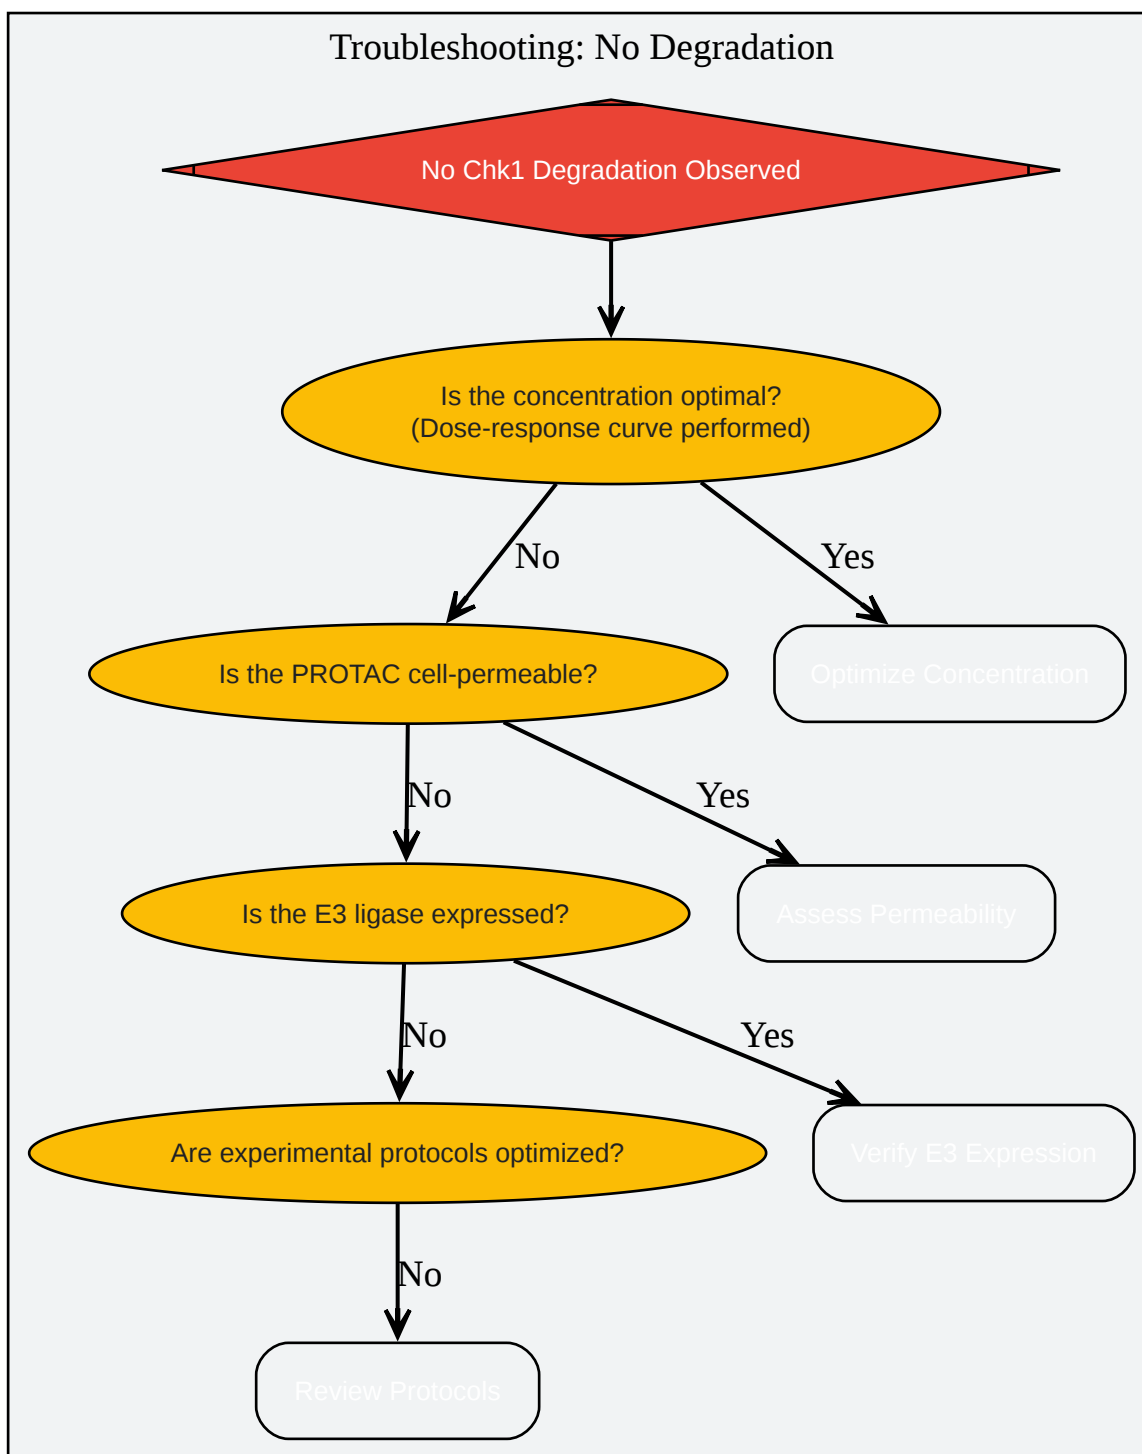 Troubleshooting: No Degradation
No Chk1 Degradation Observed
Is the concentration optimal?
(Dose-response curve performed)
No
Yes
Is the PROTAC cell-permeable?
Optimize Concentration
No
Yes
Is the E3 ligase expressed?
Assess Permeability
No
Yes
Are experimental protocols optimized?
Verify E3 Expression
No
Review Protocols